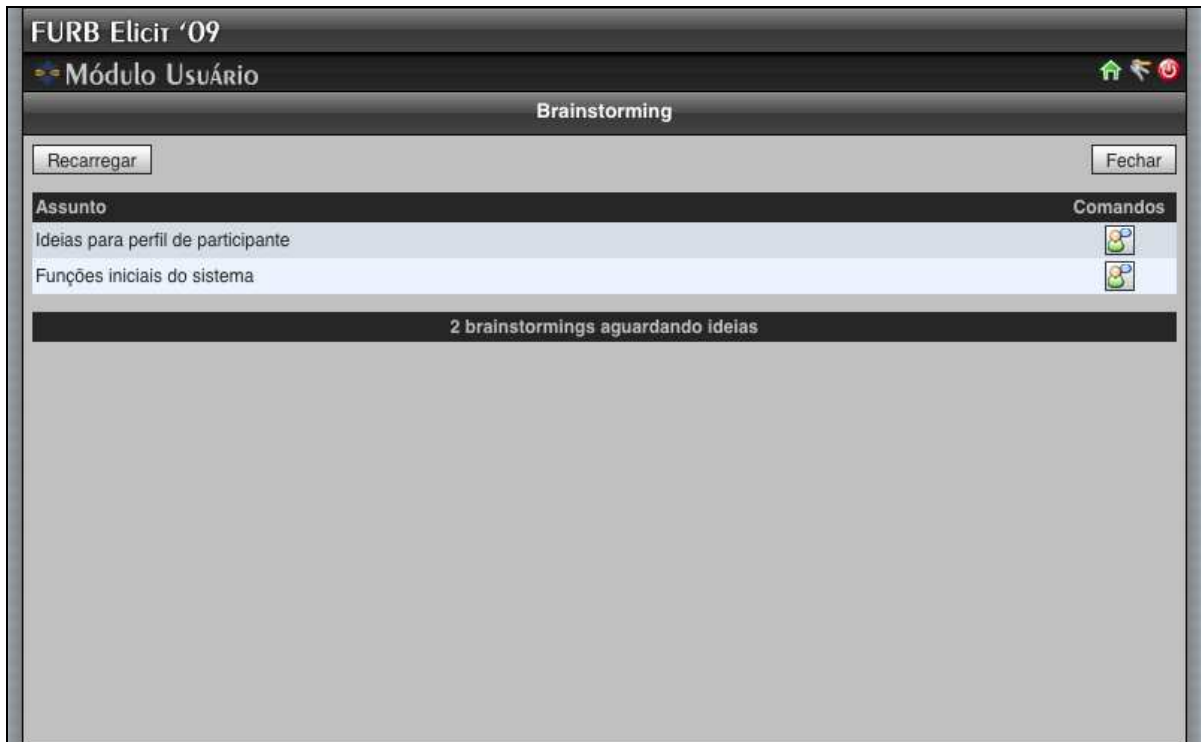 FURB Elicit ‘09
Módulo Usuário
Brainstorming
Recarregar
Fechar
Assunto
Comandos
Ideias para perfil de participante
Funções iniciais do sistema
2 brainstormings aguardando ideias